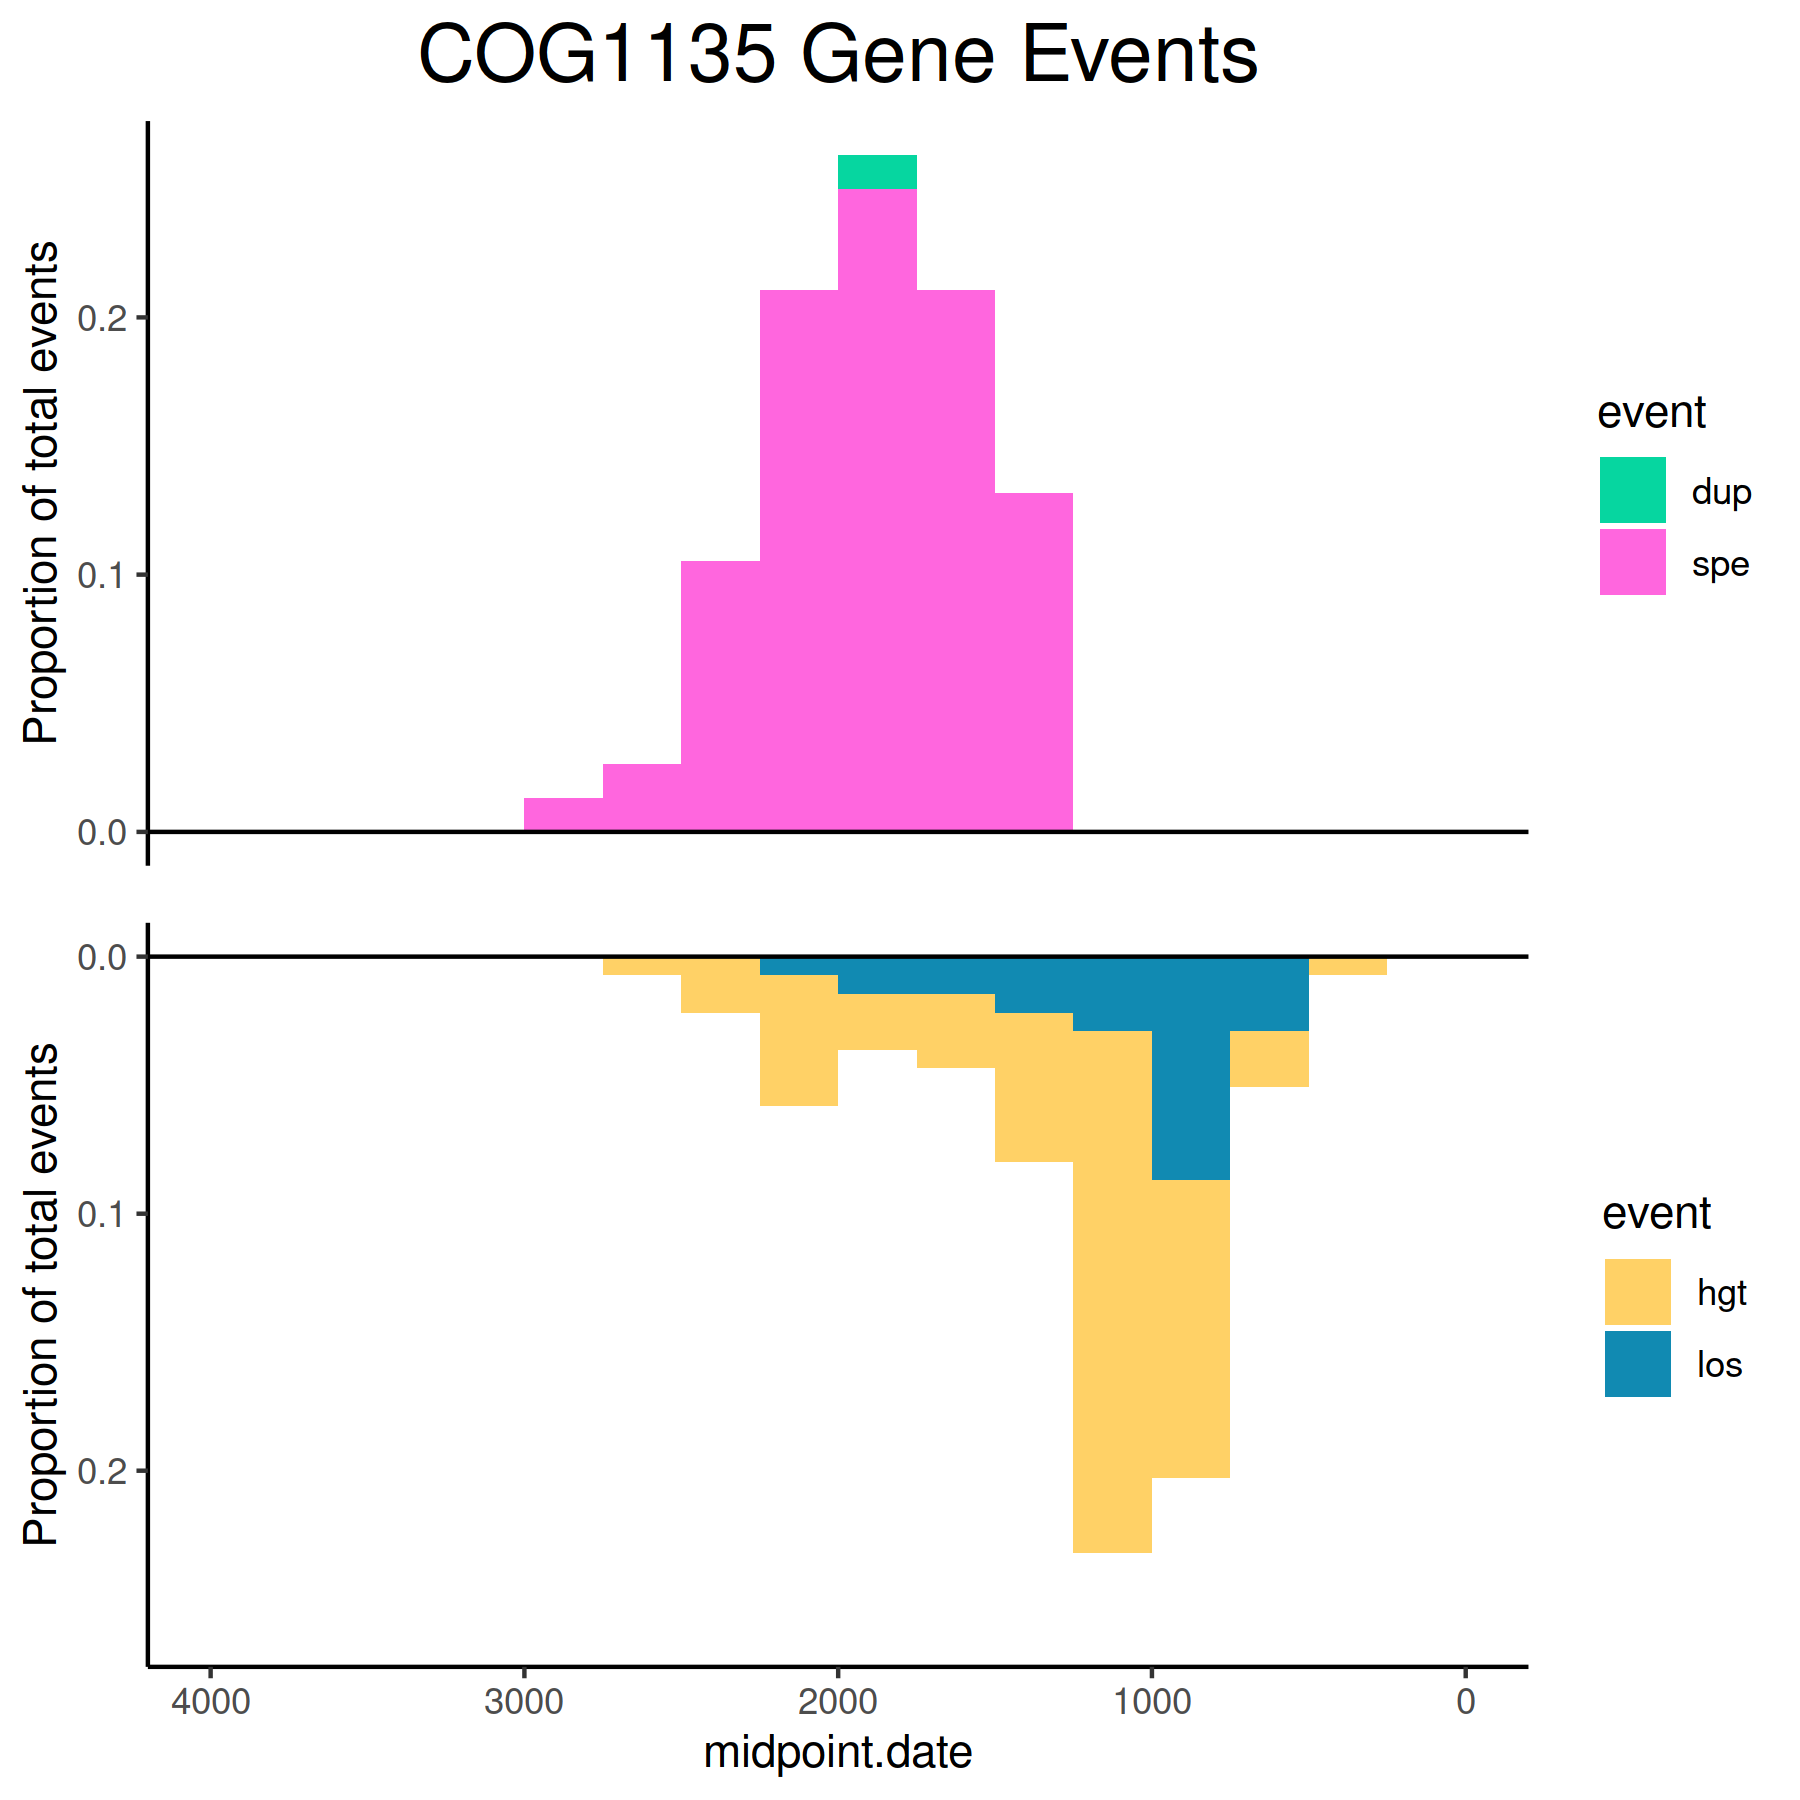 COG1135 Gene Events
Proportion of total events
0.2
0.1
0.0
event
dup
spe
Proportion of total events
0.0
0.1
0.2
event
hgt
los
4000 3000 2000 1000 0
midpoint.date